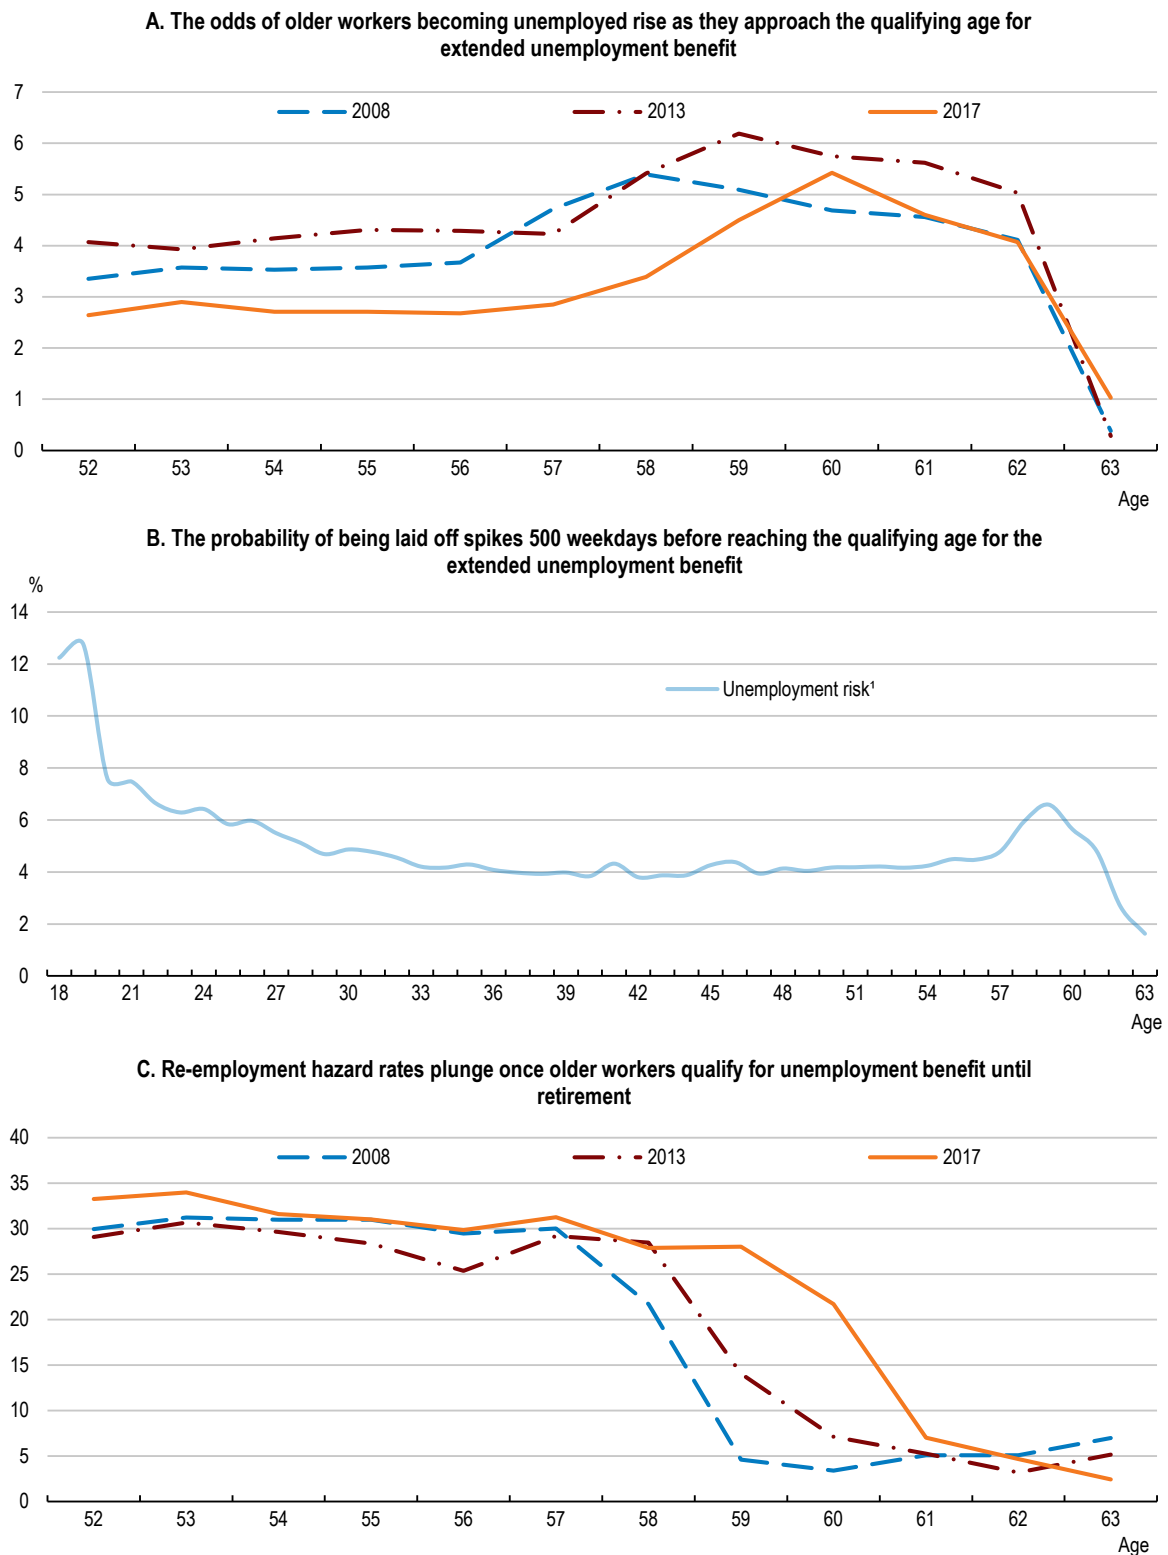 A. The odds of older workers becoming unemployed rise as they approach the qualifying age for
extended unemployment benefit
7
2008 2013 2017
6
5
4
3
2
1
0
52 53 54 55 56 57 58 59 60 61 62 63
Age
B. The probability of being laid off spikes 500 weekdays before reaching the qualifying age for the
extended unemployment benefit
%
14
12
Unemployment risk¹
10
8
6
4
2
0
18 21 24 27 30 33 36 39 42 45 48 51 54 57 60 63
Age
C. Re-employment hazard rates plunge once older workers qualify for unemployment benefit until
retirement
40
2008 2013 2017
35
30
25
20
15
10
5
0
52 53 54 55 56 57 58 59 60 61 62 63
Age